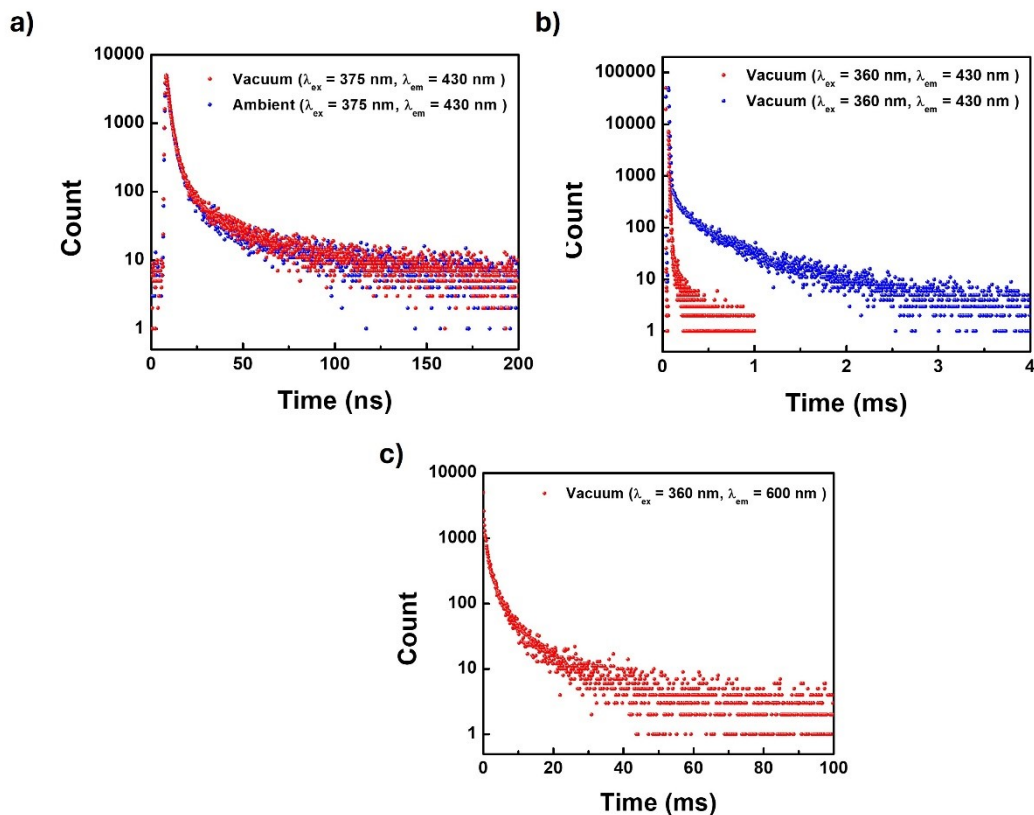 a)
10000
1000
100
10
1
Count
0
50
100
150
200
Time (ns)
Vacuum (λex = 375 nm, λem = 430 nm )
Ambient (λex = 375 nm, λem = 430 nm )
b)
100000
10000
1000
100
10
1
Count
0
1
2
3
4
Time (ms)
Vacuum (λex = 360 nm, λem = 430 nm )
Vacuum (λex = 360 nm, λem = 430 nm )
c)
10000
1000
100
10
1
Count
0
20
40
60
80
100
Time (ms)
Vacuum (λex = 360 nm, λem = 600 nm )